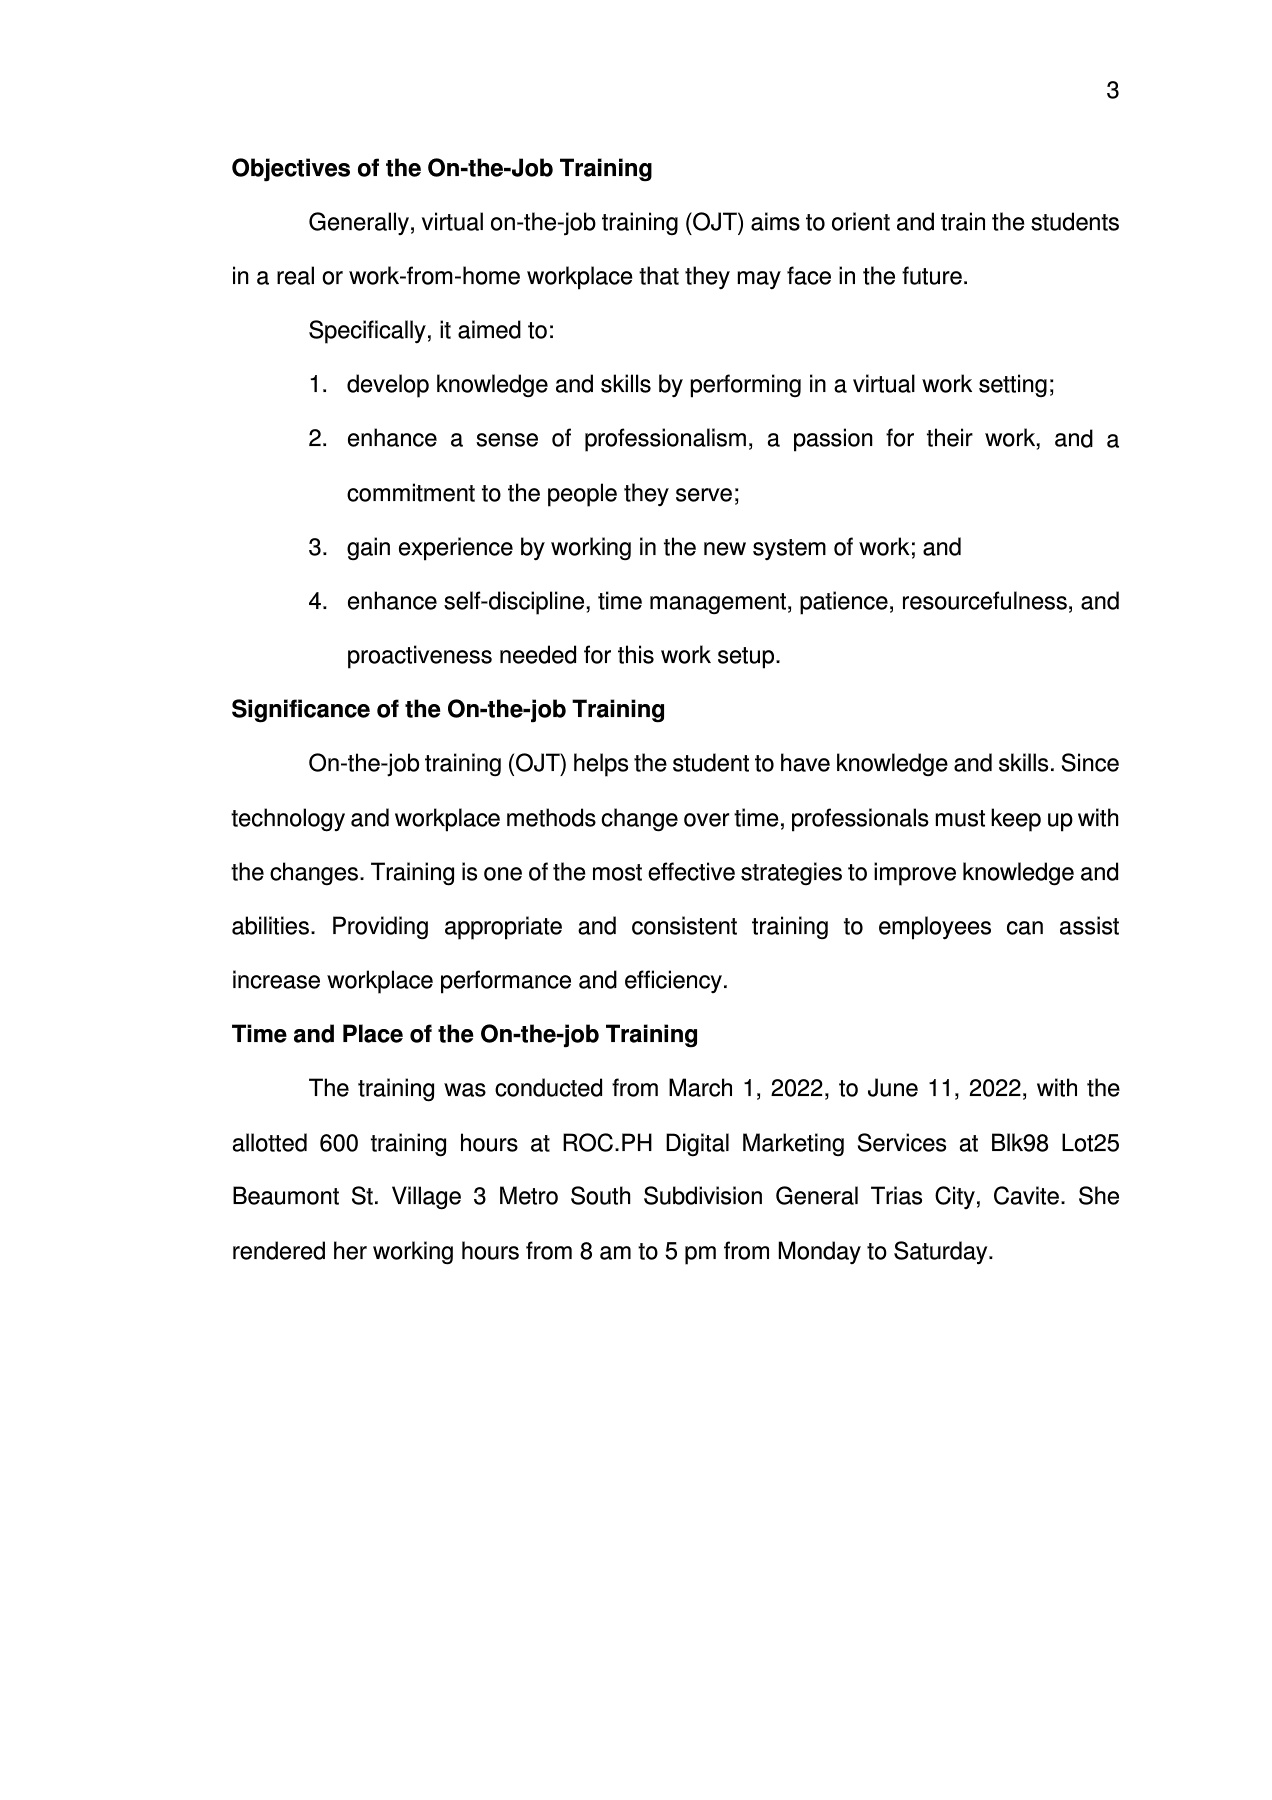 3
Objectives of the On-the-Job Training
Generally, virtual on-the-job training (OJT) aims to orient and train the students
in a real or work-from-home workplace that they may face in the future.
Specifically, it aimed to:
1. develop knowledge and skills by performing in a virtual work setting;
2. enhance a sense of professionalism, a passion for their work, and a
commitment to the people they serve;
3. gain experience by working in the new system of work; and
4. enhance self-discipline, time management, patience, resourcefulness, and
proactiveness needed for this work setup.
Significance of the On-the-job Training
On-the-job training (OJT) helps the student to have knowledge and skills. Since
technology and workplace methods change over time, professionals must keep up with
the changes. Training is one of the most effective strategies to improve knowledge and
abilities. Providing appropriate and consistent training to employees can assist
increase workplace performance and efficiency.
Time and Place of the On-the-job Training
The training was conducted from March 1, 2022, to June 11, 2022, with the
allotted 600 training hours at ROC.PH Digital Marketing Services at Blk98 Lot25
Beaumont St. Village 3 Metro South Subdivision General Trias City, Cavite. She
rendered her working hours from 8 am to 5 pm from Monday to Saturday.